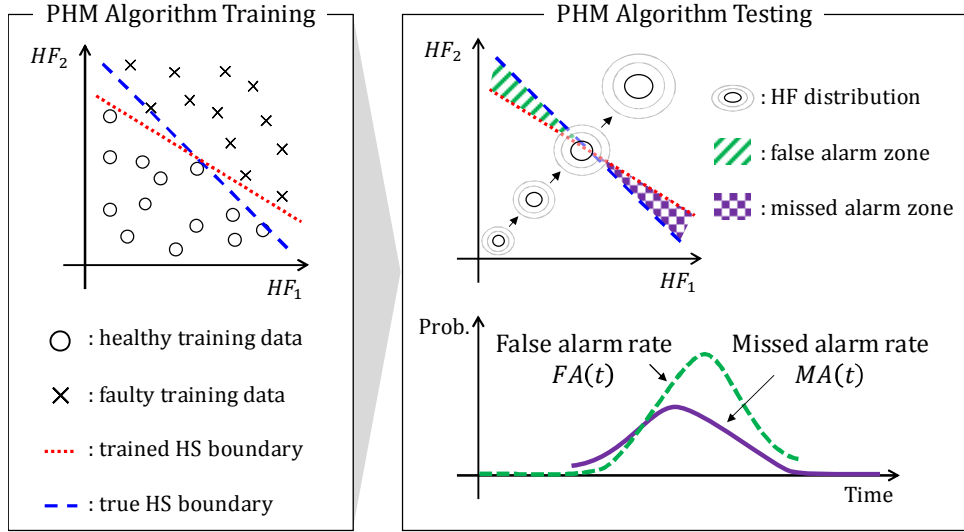 PHM Algorithm Training
HF₂
HF₁
: healthy training data
: faulty training data
: trained HS boundary
: true HS boundary
PHM Algorithm Testing
HF₂
HF₁
: HF distribution
: false alarm zone
: missed alarm zone
Prob.
False alarm rate
FA(t)
Missed alarm rate
MA(t)
Time